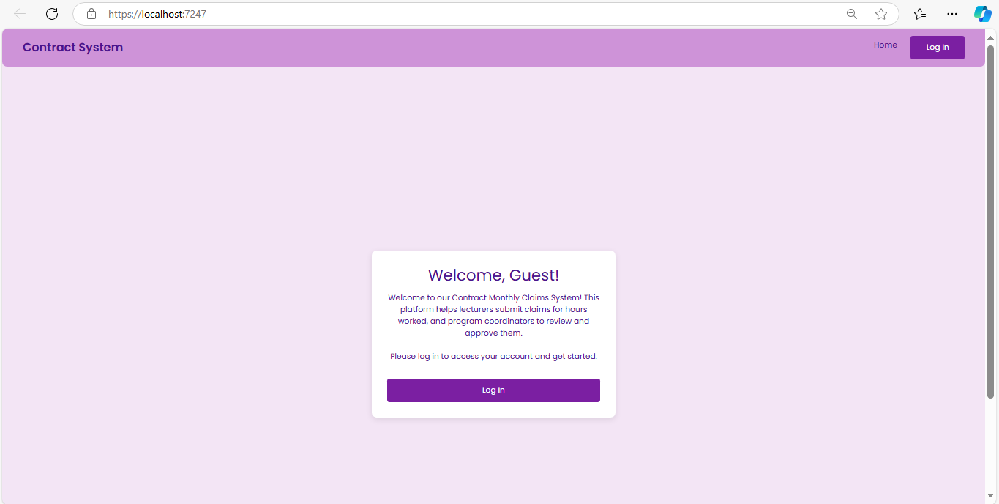 https://localhost:7247
Contract System
Home
Log In
Welcome, Guest!
Welcome to our Contract Monthly Claims System! This
platform helps lecturers submit claims for hours
worked, and program coordinators to review and
approve them.
Please log in to access your account and get started.
Log In